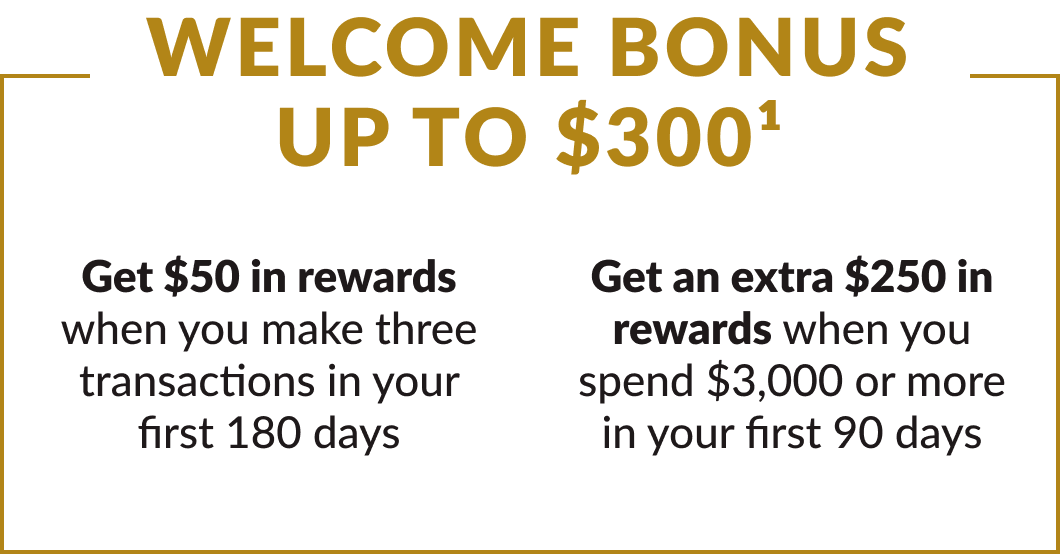 WELCOME BONUS
UP TO $300¹
Get $50 in rewards
when you make three
transactions in your
first 180 days
Get an extra $250 in
rewards when you
spend $3,000 or more
in your first 90 days